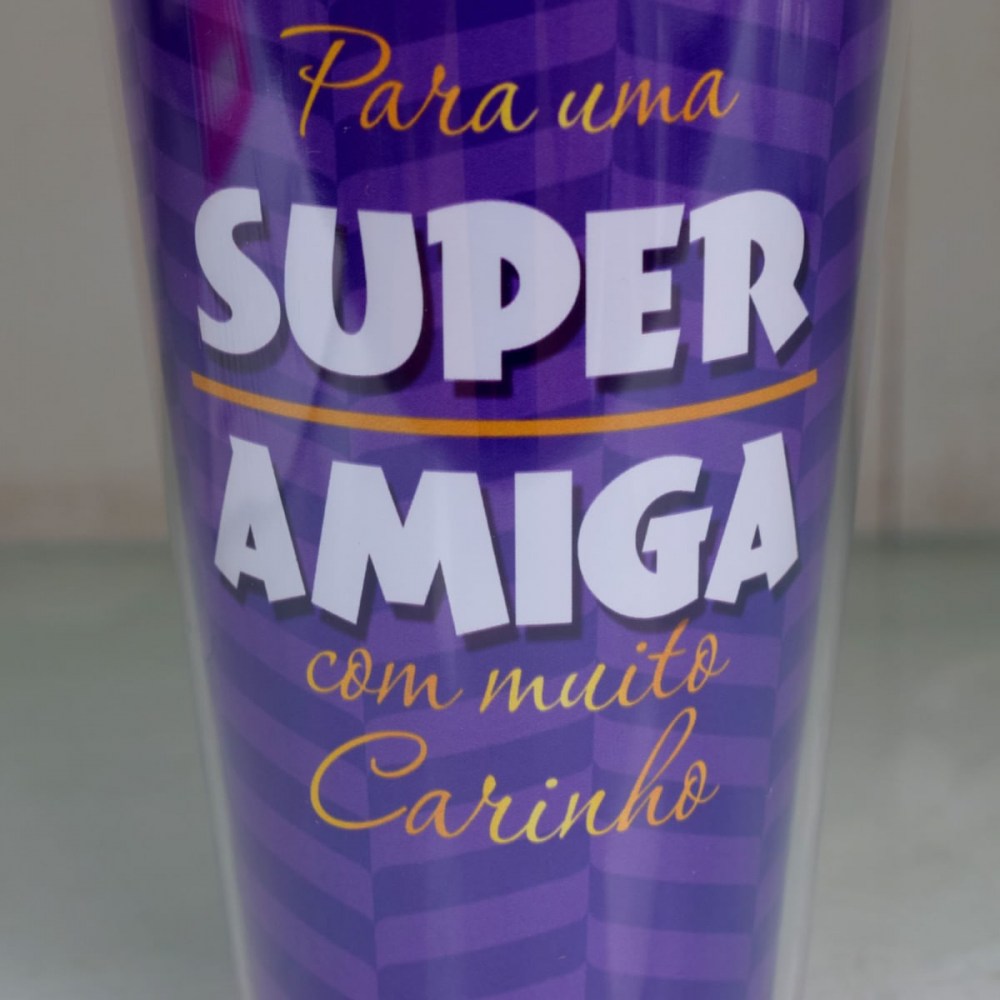 Para uma
SUPER
AMIGA
com muito
Carinho